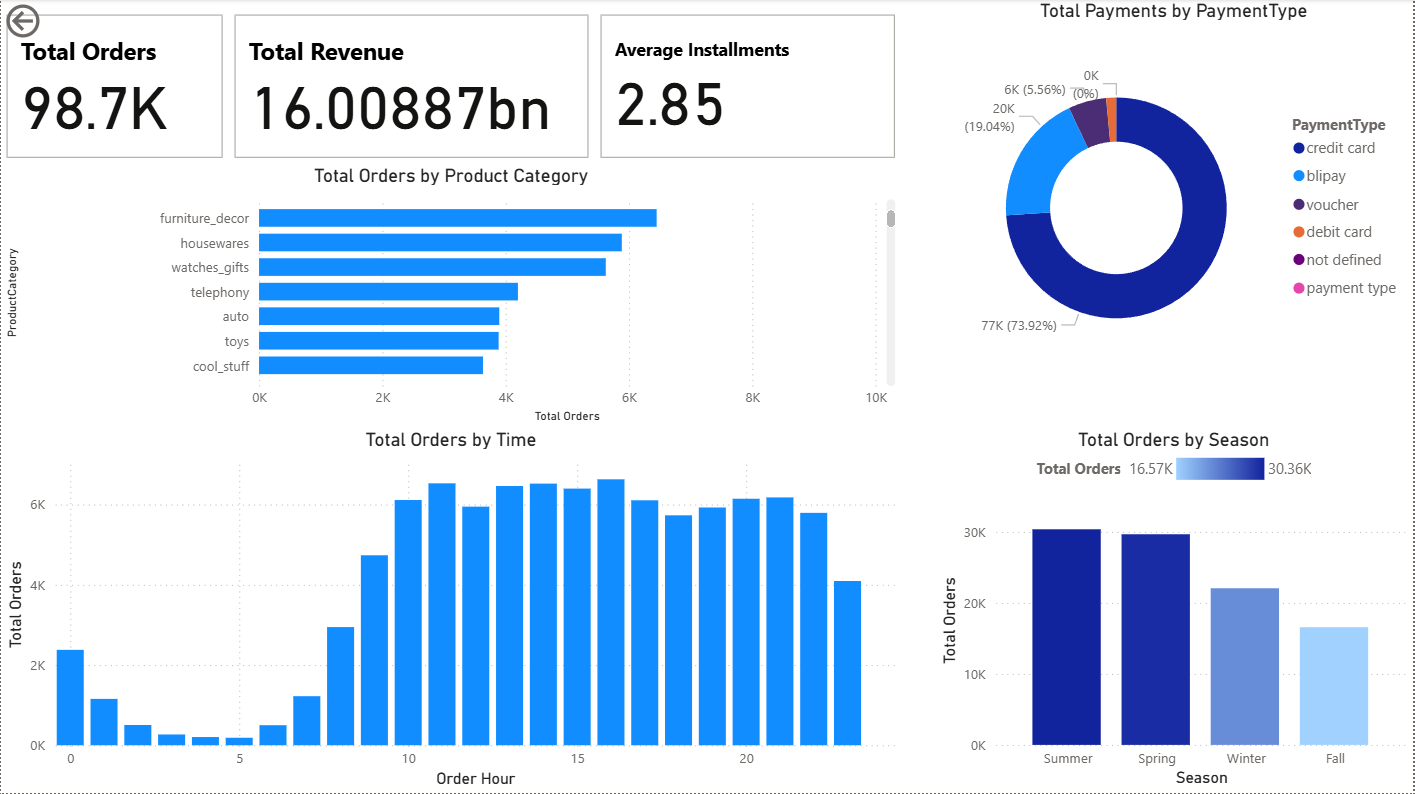 Total Orders
98.7K
Total Revenue
16.00887bn
Average Installments
2.85
Total Payments by PaymentType
0K
(0%)
6K (5.56%)
20K
(19.04%)
77K (73.92%)
PaymentType
credit card
blipay
voucher
debit card
not defined
payment type
Total Orders by Product Category
ProductCategory
furniture_decor
housewares
watches_gifts
telephony
auto
toys
cool_stuff
0K 2K 4K 6K 8K 10K
Total Orders
Total Orders by Time
Total Orders
6K
4K
2K
0K
0 5 10 15 20
Order Hour
Total Orders by Season
Total Orders 16.57K 30.36K
Total Orders
30K
20K
10K
0K
Summer Spring Winter Fall
Season